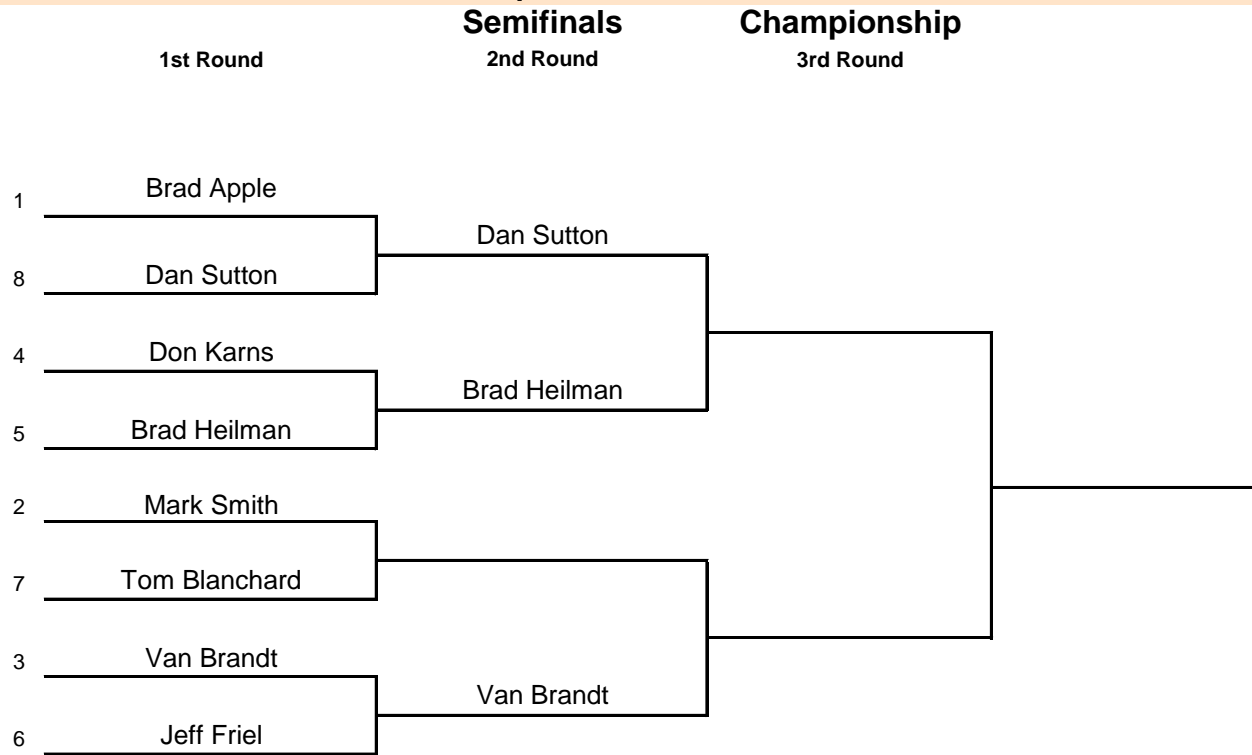 Semifinals Championship
1st Round 2nd Round 3rd Round
1 Brad Apple
Dan Sutton
8 Dan Sutton
4 Don Karns
Brad Heilman
5 Brad Heilman
2 Mark Smith
7 Tom Blanchard
3 Van Brandt
Van Brandt
6 Jeff Friel